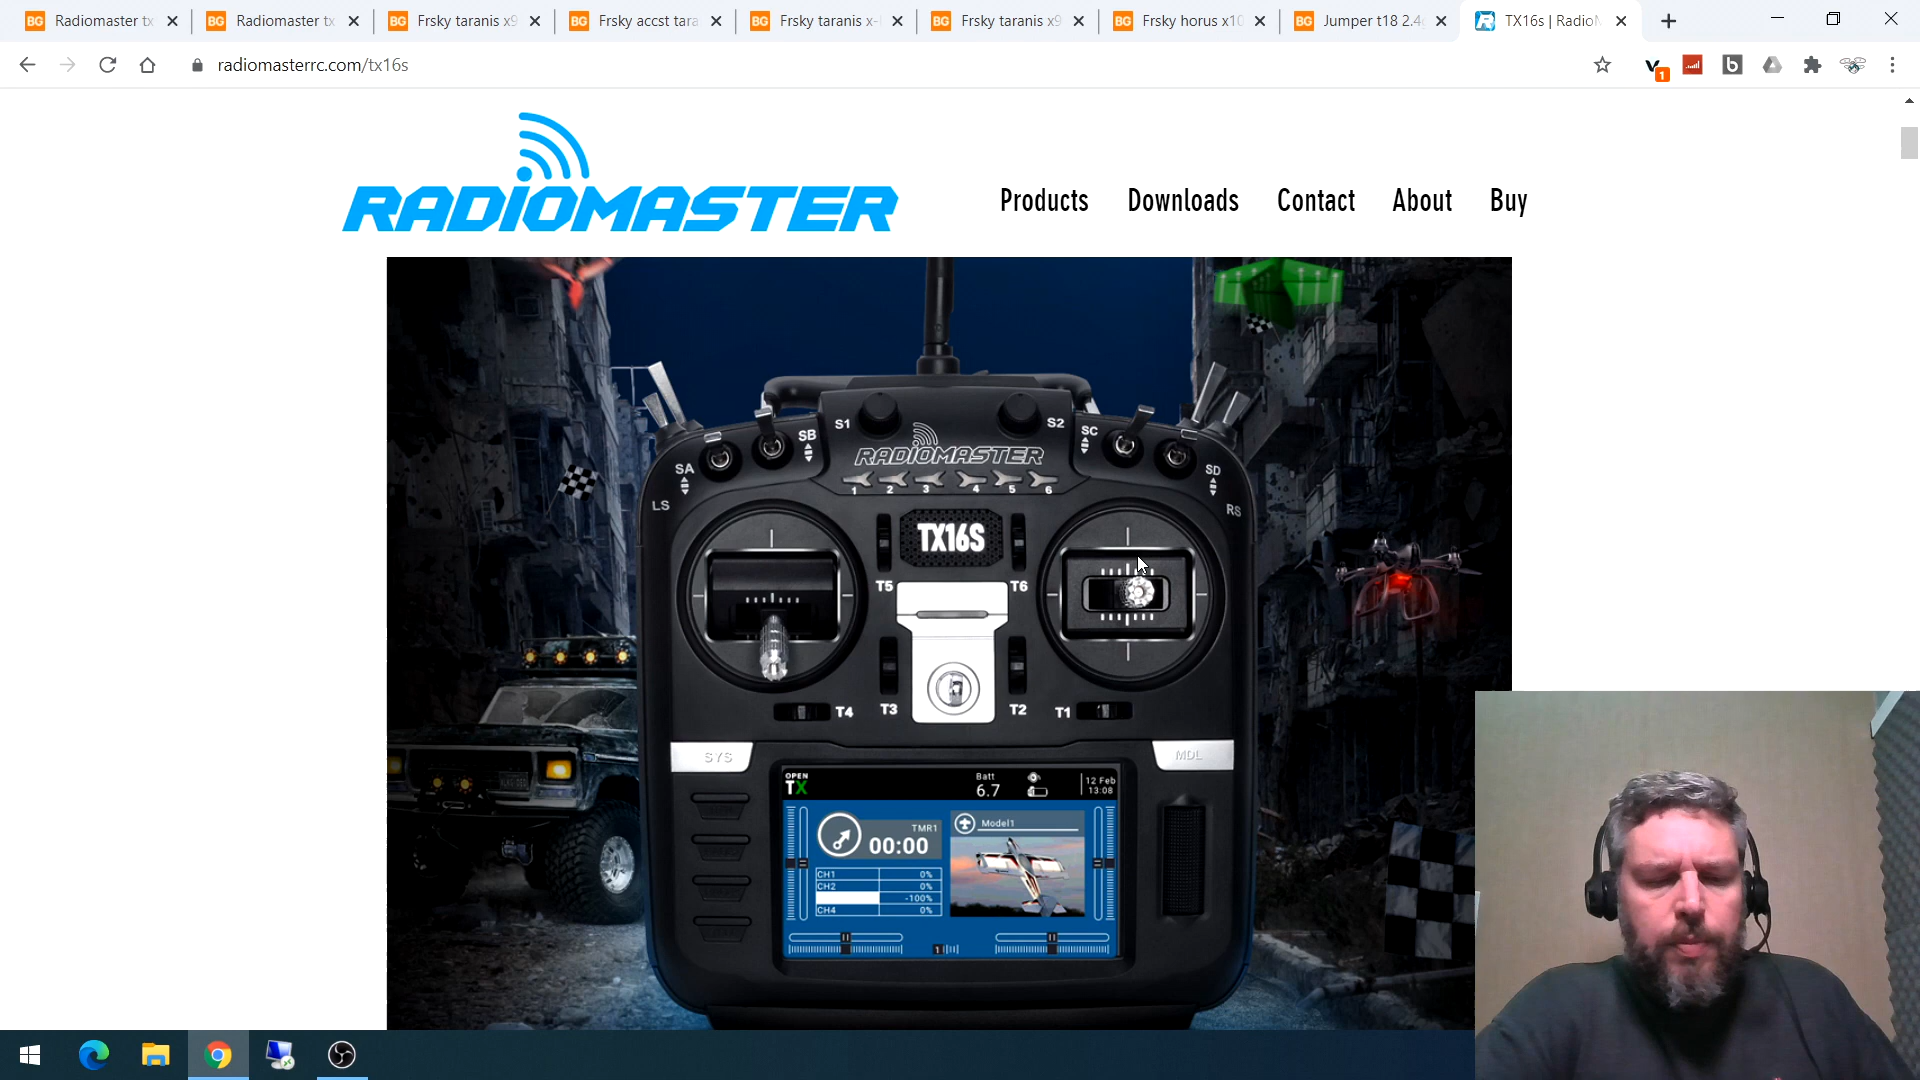 Radiomaster tx
Radiomaster tx
Frsky taranis x9
Frsky accst tara
Frsky taranis x-
Frsky taranis x9
Frsky horus x10
Jumper t18 2.4
TX16s | Radio
radiomasterrc.com/tx16s
1
RADIOMASTER
Products Downloads Contact About Buy
S1 S2
SB SC
RADIOMASTER
SA SD
1 2 3 4 5 6
LS RS
TX16S
T5 T6
T4 T3 T2 T1
SYS MDL
OPEN TX
Batt
6.7
12 Feb
13:08
TMR1
00:00
Model1
CH1 0%
CH2 0%
-100%
CH4 0%
1